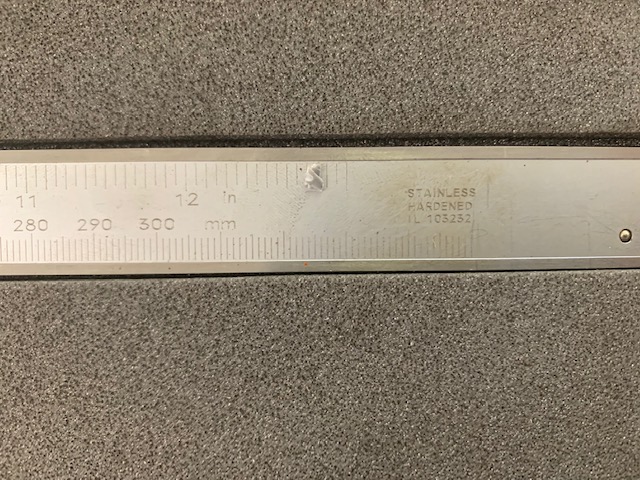 11 12 in
280 290 300 mm
STAINLESS
HARDENED
IL 103232